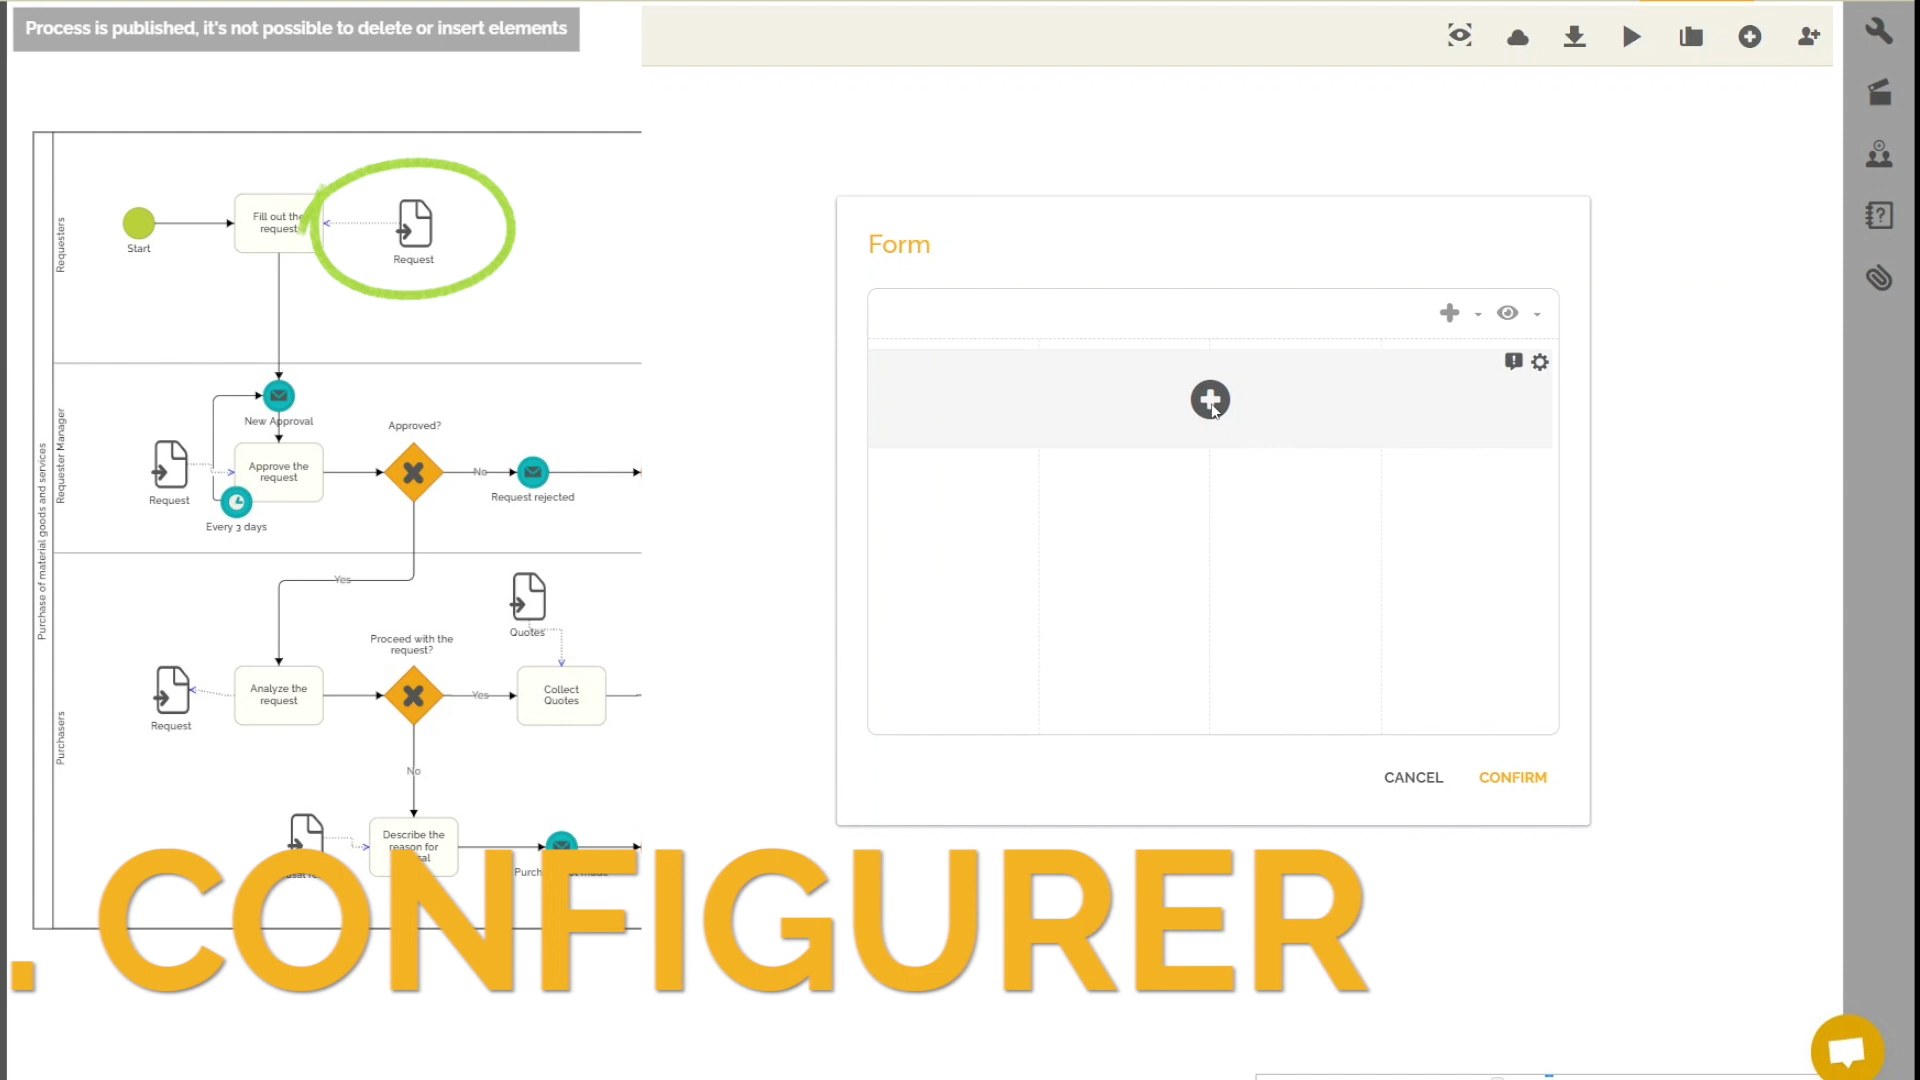 Process is published, it's not possible to delete or insert elements
Purchase of material goods and services
Requesters
Start
Fill out the
request
Request
Requester Manager
New Approval
Approve the
request
Request
Every 3 days
Approved?
No
Request rejected
Yes
Purchasers
Quotes
Proceed with the
request?
Analyze the
request
Request
Yes
Collect
Quotes
No
Describe the
reason for
Form
CANCEL
CONFIRM
. CONFIGURER